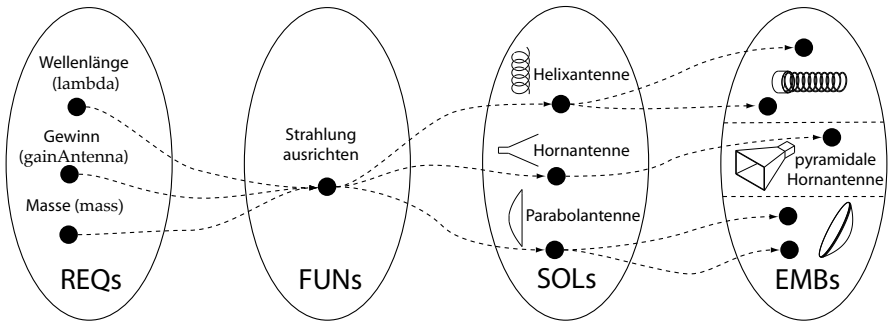 Wellenlänge
(lambda)
Gewinn
(gainAntenna)
Masse (mass)
REQs
Strahlung
ausrichten
FUNs
Helixantenne
Hornantenne
Parabolantenne
SOLs
pyramidale
Hornantenne
EMBs